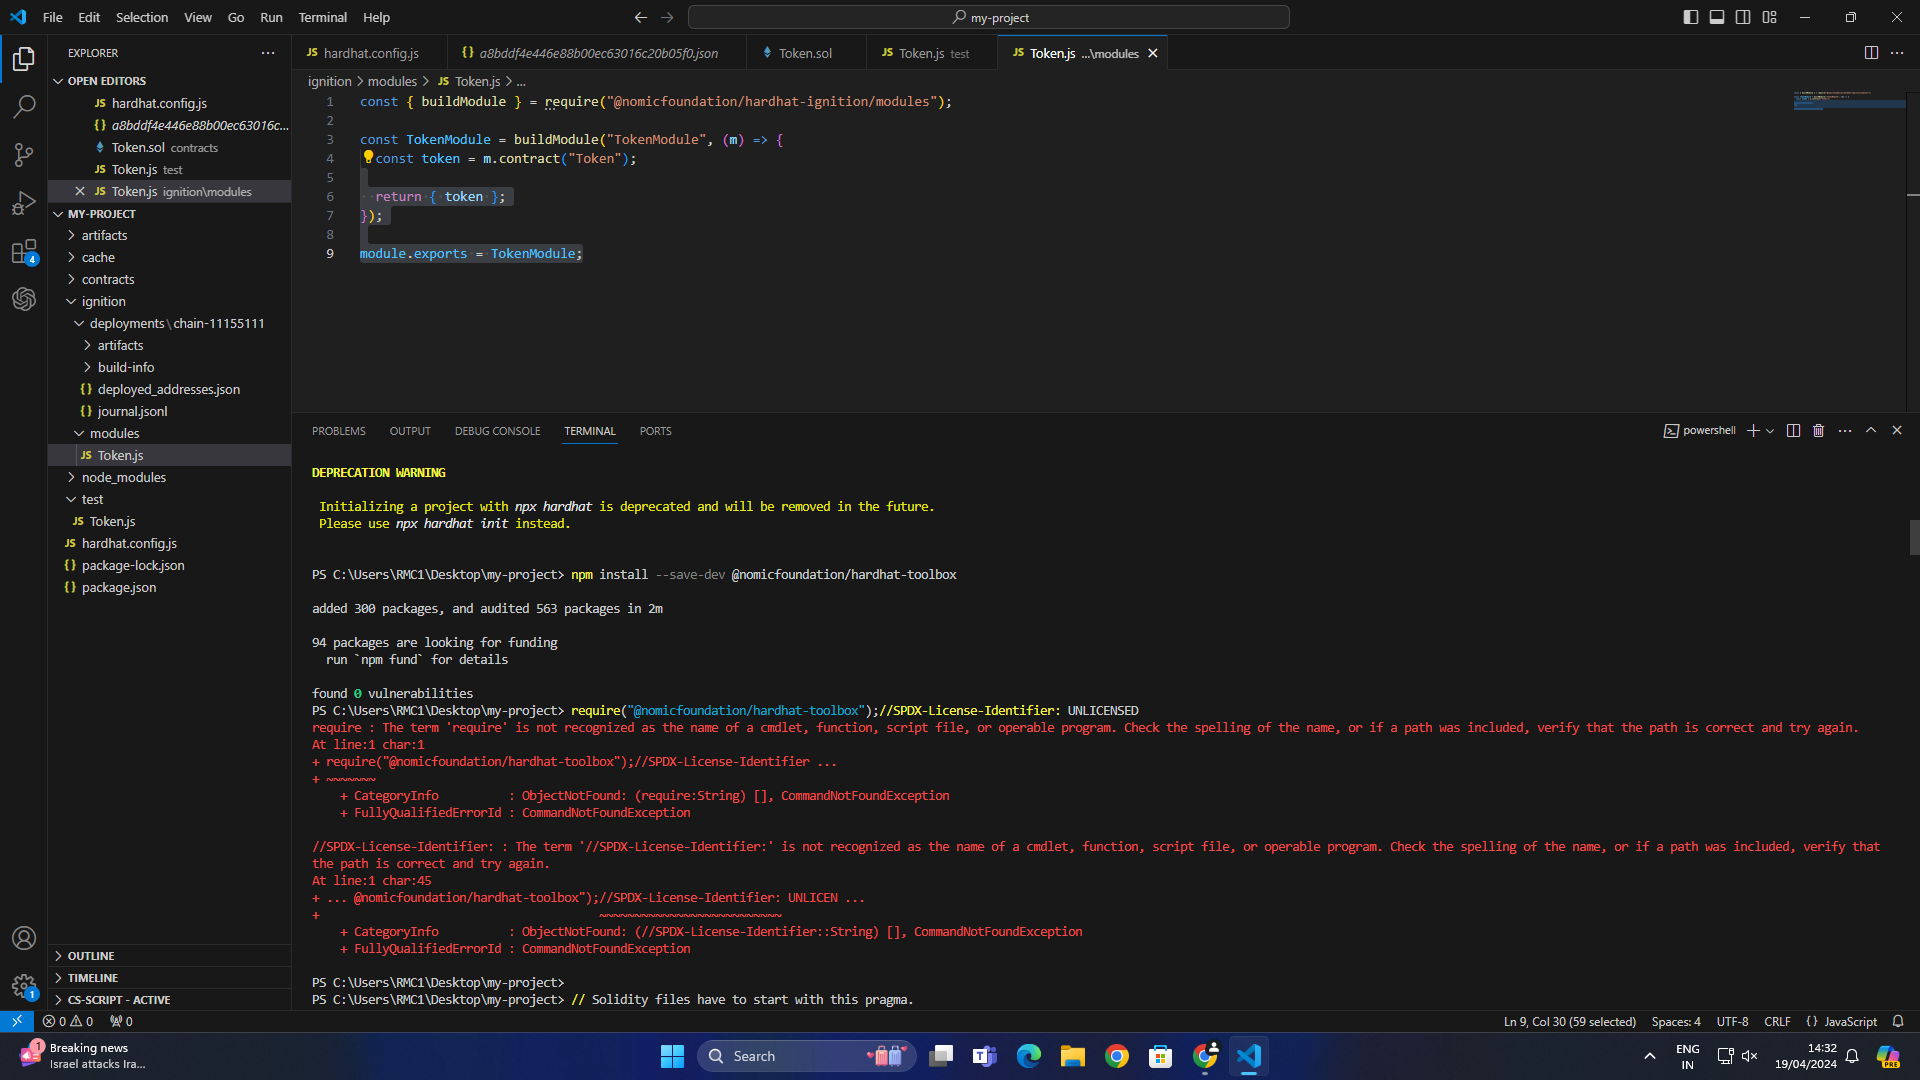 File Edit Selection View Go Run Terminal Help
my-project
EXPLORER
OPEN EDITORS
hardhat.config.js
a8bddf4e446e88b00ec63016c...
Token.sol contracts
Token.js test
Token.js ignition\modules
MY-PROJECT
artifacts
cache
contracts
ignition
deployments\chain-11155111
artifacts
build-info
deployed_addresses.json
journal.jsonl
modules
Token.js
node_modules
test
Token.js
hardhat.config.js
package-lock.json
package.json
OUTLINE
TIMELINE
CS-SCRIPT - ACTIVE
hardhat.config.js a8bddf4e446e88b00ec63016c20b05f0.json Token.sol Token.js test Token.js ...\modules
ignition > modules > JS Token.js > ...
1 const { buildModule } = require("@nomicfoundation/hardhat-ignition/modules");
2
3 const TokenModule = buildModule("TokenModule", (m) => {
4 const token = m.contract("Token");
5
6 return { token };
7 });
8
9 module.exports = TokenModule;
PROBLEMS OUTPUT DEBUG CONSOLE TERMINAL PORTS
powershell
DEPRECATION WARNING
Initializing a project with npx hardhat is deprecated and will be removed in the future.
Please use npx hardhat init instead.
PS C:\Users\RMC1\Desktop\my-project> npm install --save-dev @nomicfoundation/hardhat-toolbox
added 300 packages, and audited 563 packages in 2m
94 packages are looking for funding
run `npm fund` for details
found 0 vulnerabilities
PS C:\Users\RMC1\Desktop\my-project> require("@nomicfoundation/hardhat-toolbox");//SPDX-License-Identifier: UNLICENSED
require : The term 'require' is not recognized as the name of a cmdlet, function, script file, or operable program. Check the spelling of the name, or if a path was included, verify that the path is correct and try again.
At line:1 char:1
+ require("@nomicfoundation/hardhat-toolbox");//SPDX-License-Identifier ...
+ ~~~~~~~
+ CategoryInfo : ObjectNotFound: (require:String) [], CommandNotFoundException
+ FullyQualifiedErrorId : CommandNotFoundException
//SPDX-License-Identifier: : The term '//SPDX-License-Identifier:' is not recognized as the name of a cmdlet, function, script file, or operable program. Check the spelling of the name, or if a path was included, verify that
the path is correct and try again.
At line:1 char:45
+ ... @nomicfoundation/hardhat-toolbox");//SPDX-License-Identifier: UNLICEN ...
+ ~~~~~~~~~~~~~~~~~~~~~~~~~~
+ CategoryInfo : ObjectNotFound: (//SPDX-License-Identifier::String) [], CommandNotFoundException
+ FullyQualifiedErrorId : CommandNotFoundException
PS C:\Users\RMC1\Desktop\my-project>
PS C:\Users\RMC1\Desktop\my-project> // Solidity files have to start with this pragma.
0 0 0 Ln 9, Col 30 (59 selected) Spaces: 4 UTF-8 CRLF {} JavaScript
Breaking news
Israel attacks Ira...
Search
ENG
IN
14:32
19/04/2024